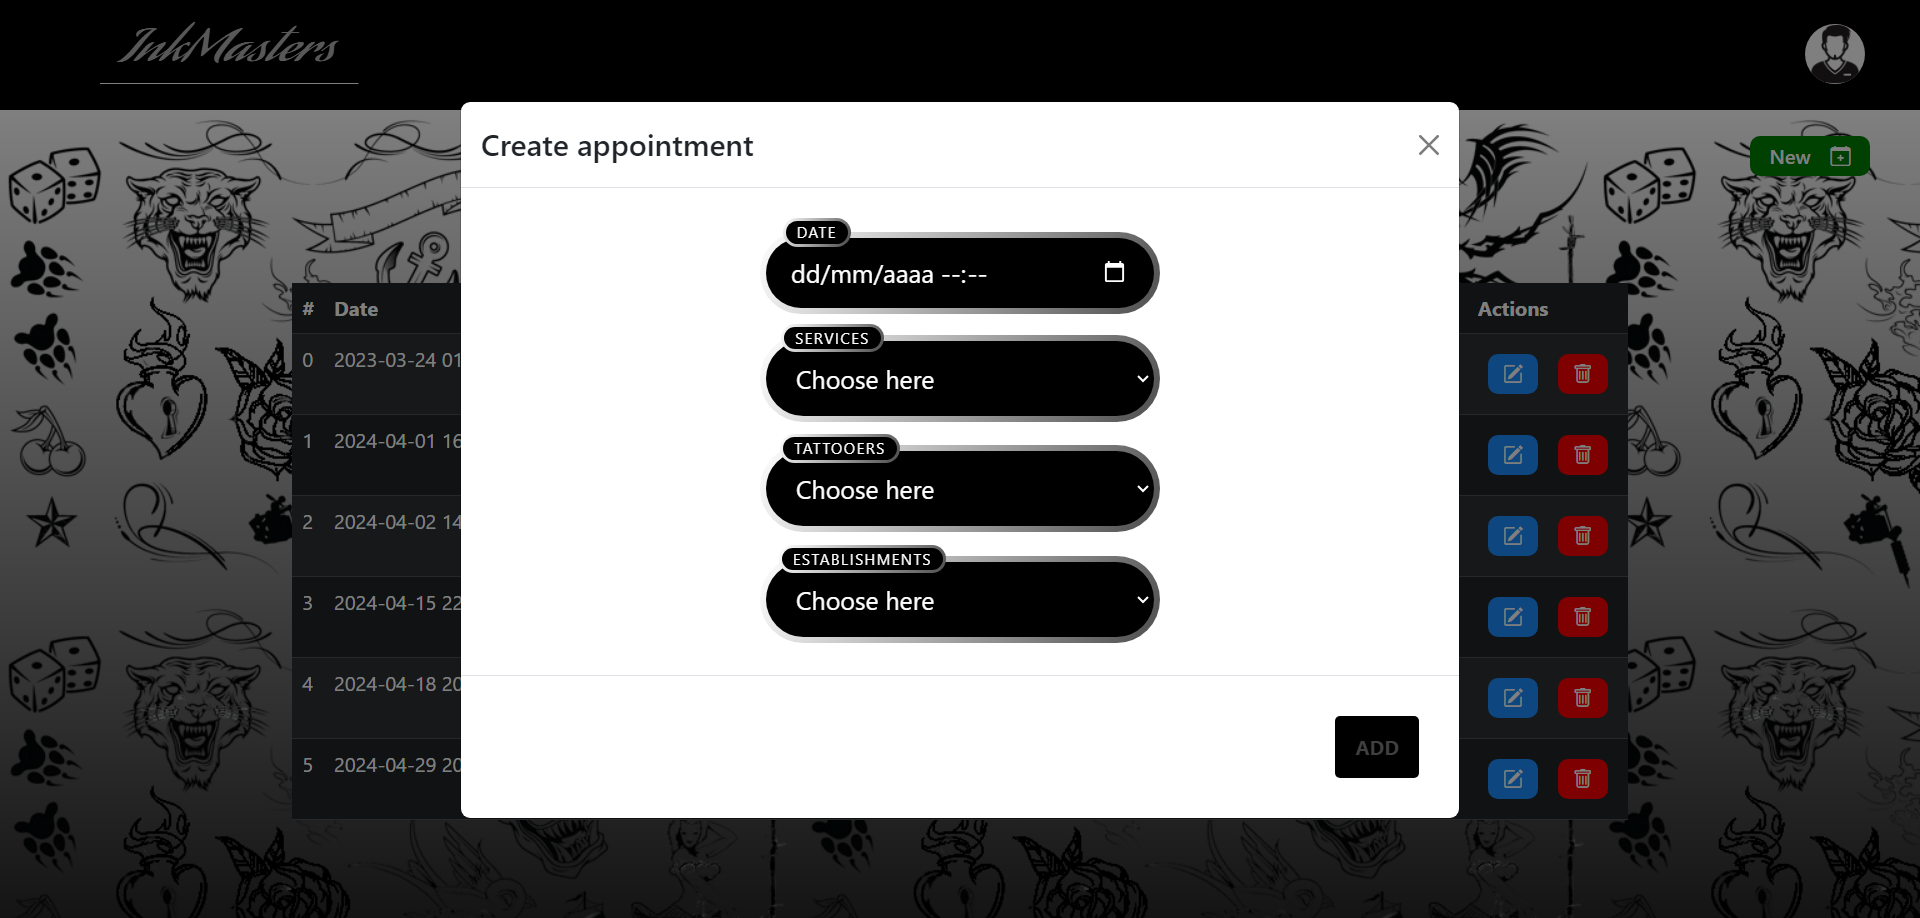 InkMasters
Create appointment
New
DATE
dd/mm/aaaa --:--
# Date Actions
SERVICES
0 2023-03-24 01
Choose here
1 2024-04-01 16
TATTOOERS
Choose here
2 2024-04-02 14
ESTABLISHMENTS
3 2024-04-15 22
Choose here
4 2024-04-18 20
ADD
5 2024-04-29 20